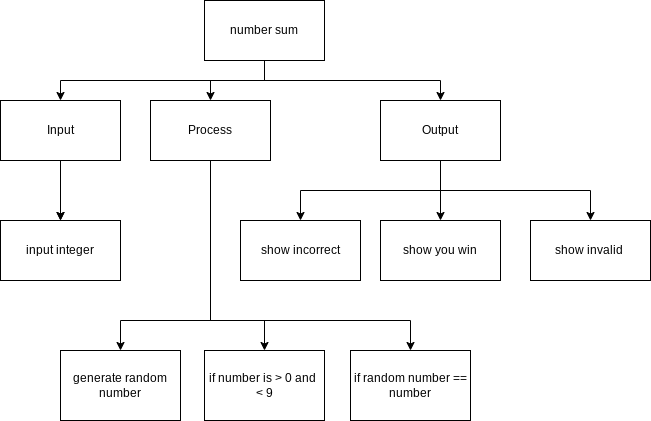 number sum
Input
Process
Output
input integer
show incorrect
show you win
show invalid
generate random
number
if number is > 0 and
< 9
if random number ==
number